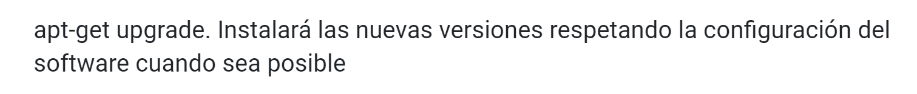 apt-get upgrade. Instalará las nuevas versiones respetando la configuración del
software cuando sea posible